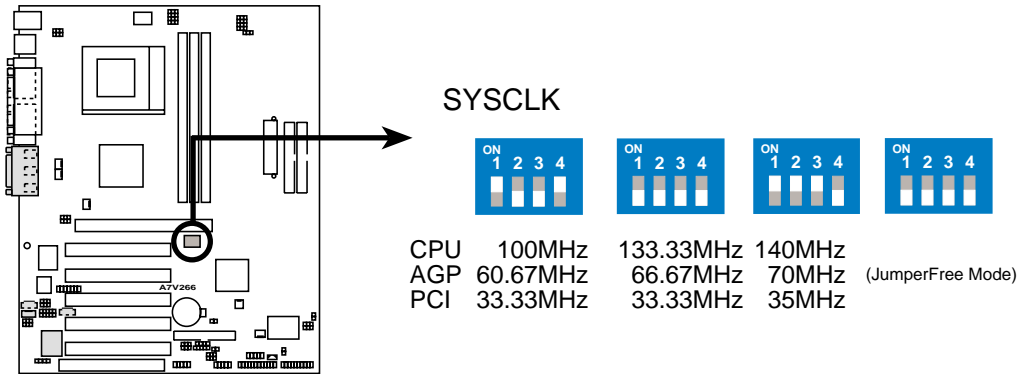 SYSCLK
ON
1 2 3 4
ON
1 2 3 4
ON
1 2 3 4
ON
1 2 3 4
CPU 100MHz 133.33MHz 140MHz
AGP 60.67MHz 66.67MHz 70MHz (JumperFree Mode)
PCI 33.33MHz 33.33MHz 35MHz
A7V266